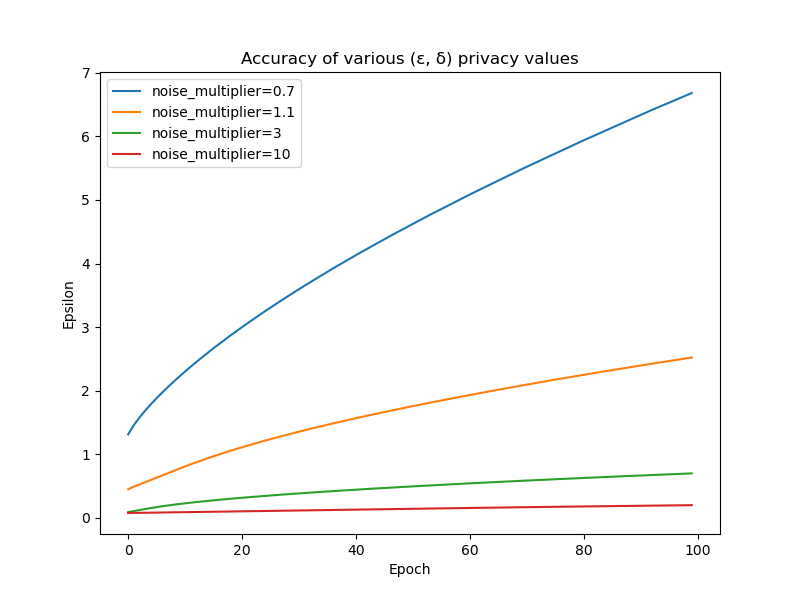 Accuracy of various (ε, δ) privacy values
noise_multiplier=0.7
noise_multiplier=1.1
noise_multiplier=3
noise_multiplier=10
7
6
5
4
3
2
1
0
Epsilon
0 20 40 60 80 100
Epoch